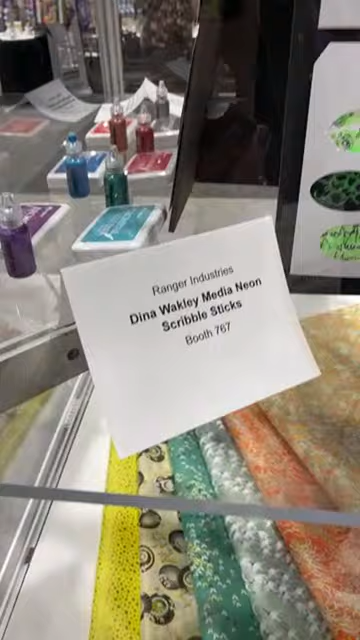 Ranger Industries
Dina Wakley Media Neon
Scribble Sticks
Booth 767